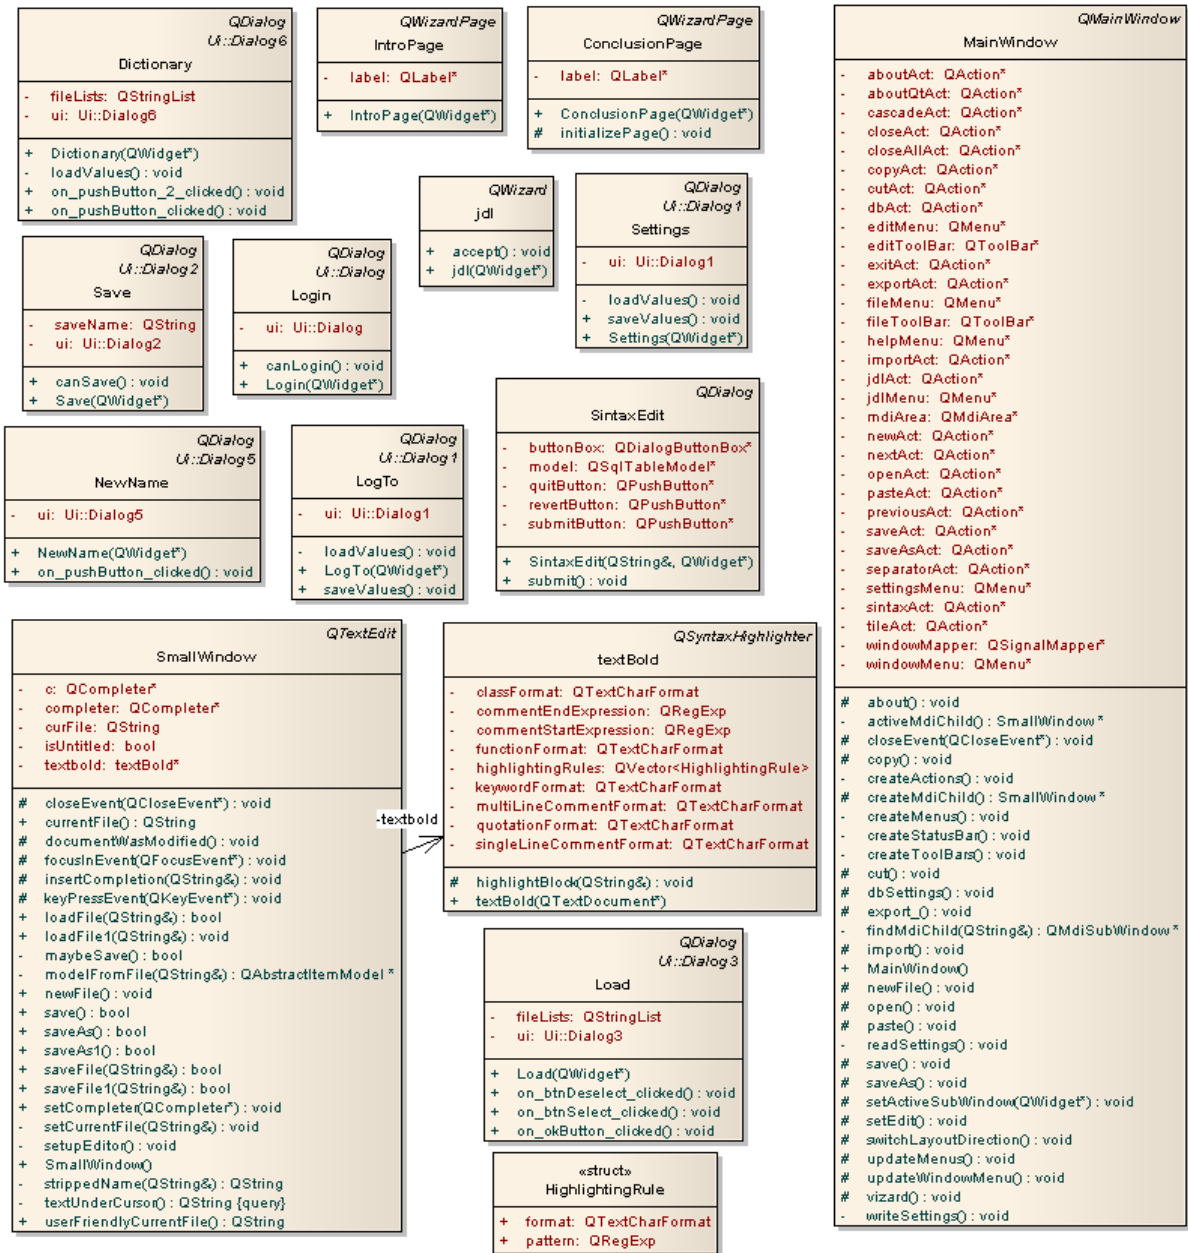 QDialog
Ui::Dialog6
Dictionary
- fileLists: QStringList
- ui: Ui::Dialog6
+ Dictionary(QWidget*)
- loadValues() : void
+ on_pushButton_2_clicked() : void
+ on_pushButton_clicked() : void
QWizardPage
IntroPage
- label: QLabel*
+ IntroPage(QWidget*)
QWizardPage
ConclusionPage
- label: QLabel*
+ ConclusionPage(QWidget*)
# initializePage() : void
QWizard
jdl
+ accept() : void
+ jdl(QWidget*)
QDialog
Ui::Dialog1
Settings
- ui: Ui::Dialog1
- loadValues() : void
+ saveValues() : void
+ Settings(QWidget*)
QDialog
Ui::Dialog2
Save
- saveName: QString
- ui: Ui::Dialog2
+ canSave() : void
+ Save(QWidget*)
QDialog
Ui::Dialog
Login
- ui: Ui::Dialog
+ canLogin() : void
+ Login(QWidget*)
QDialog
SintaxEdit
- buttonBox: QDialogButtonBox*
- model: QSqlTableModel*
- quitButton: QPushButton*
- revertButton: QPushButton*
- submitButton: QPushButton*
+ SintaxEdit(QString&, QWidget*)
+ submit() : void
QDialog
Ui::Dialog5
NewName
- ui: Ui::Dialog5
+ NewName(QWidget*)
+ on_pushButton_clicked() : void
QDialog
Ui::Dialog1
LogTo
- ui: Ui::Dialog1
- loadValues() : void
+ LogTo(QWidget*)
+ saveValues() : void
QTextEdit
SmallWindow
- c: QCompleter*
- completer: QCompleter*
- curFile: QString
- isUntitled: bool
- textbold: textBold*
# closeEvent(QCloseEvent*) : void
+ currentFile() : QString
# documentWasModified() : void
# focusInEvent(QFocusEvent*) : void
# insertCompletion(QString&) : void
# keyPressEvent(QKeyEvent*) : void
+ loadFile(QString&) : bool
+ loadFile1(QString&) : void
- maybeSave() : bool
- modelFromFile(QString&) : QAbstractItemModel*
+ newFile() : void
+ save() : bool
+ saveAs() : bool
+ saveAs1() : bool
+ saveFile(QString&) : bool
+ saveFile1(QString&) : bool
+ setCompleter(QCompleter*) : void
- setCurrentFile(QString&) : void
- setupEditor() : void
+ SmallWindow()
- strippedName(QString&) : QString
- textUnderCursor() : QString {query}
+ userFriendlyCurrentFile() : QString
-textbold
QSyntaxHighlighter
textBold
- classFormat: QTextCharFormat
- commentEndExpression: QRegExp
- commentStartExpression: QRegExp
- functionFormat: QTextCharFormat
- highlightingRules: QVector<HighlightingRule>
- keywordFormat: QTextCharFormat
- multiLineCommentFormat: QTextCharFormat
- quotationFormat: QTextCharFormat
- singleLineCommentFormat: QTextCharFormat
# highlightBlock(QString&) : void
+ textBold(QTextDocument*)
QDialog
Ui::Dialog3
Load
- fileLists: QStringList
- ui: Ui::Dialog3
+ Load(QWidget*)
+ on_btnDeselect_clicked() : void
+ on_btnSelect_clicked() : void
+ on_okButton_clicked() : void
«struct»
HighlightingRule
+ format: QTextCharFormat
+ pattern: QRegExp
QMainWindow
MainWindow
- aboutAct: QAction*
- aboutQtAct: QAction*
- cascadeAct: QAction*
- closeAct: QAction*
- closeAllAct: QAction*
- copyAct: QAction*
- cutAct: QAction*
- dbAct: QAction*
- editMenu: QMenu*
- editToolBar: QToolBar*
- exitAct: QAction*
- exportAct: QAction*
- fileMenu: QMenu*
- fileToolBar: QToolBar*
- helpMenu: QMenu*
- importAct: QAction*
- jdlAct: QAction*
- jdlMenu: QMenu*
- mdiArea: QMdiArea*
- newAct: QAction*
- nextAct: QAction*
- openAct: QAction*
- pasteAct: QAction*
- previousAct: QAction*
- saveAct: QAction*
- saveAsAct: QAction*
- separatorAct: QAction*
- settingsMenu: QMenu*
- sintaxAct: QAction*
- tileAct: QAction*
- windowMapper: QSignalMapper*
- windowMenu: QMenu*
# about() : void
- activeMdiChild() : SmallWindow*
# closeEvent(QCloseEvent*) : void
# copy() : void
- createActions() : void
# createMdiChild() : SmallWindow*
- createMenus() : void
- createStatusBar() : void
- createToolBars() : void
# cut() : void
# dbSettings() : void
# export_() : void
- findMdiChild(QString&) : QMdiSubWindow*
# import() : void
+ MainWindow()
# newFile() : void
# open() : void
# paste() : void
- readSettings() : void
# save() : void
# saveAs() : void
# setActiveSubWindow(QWidget*) : void
# setEdit() : void
# switchLayoutDirection() : void
# updateMenus() : void
# updateWindowMenu() : void
# vizard() : void
- writeSettings() : void